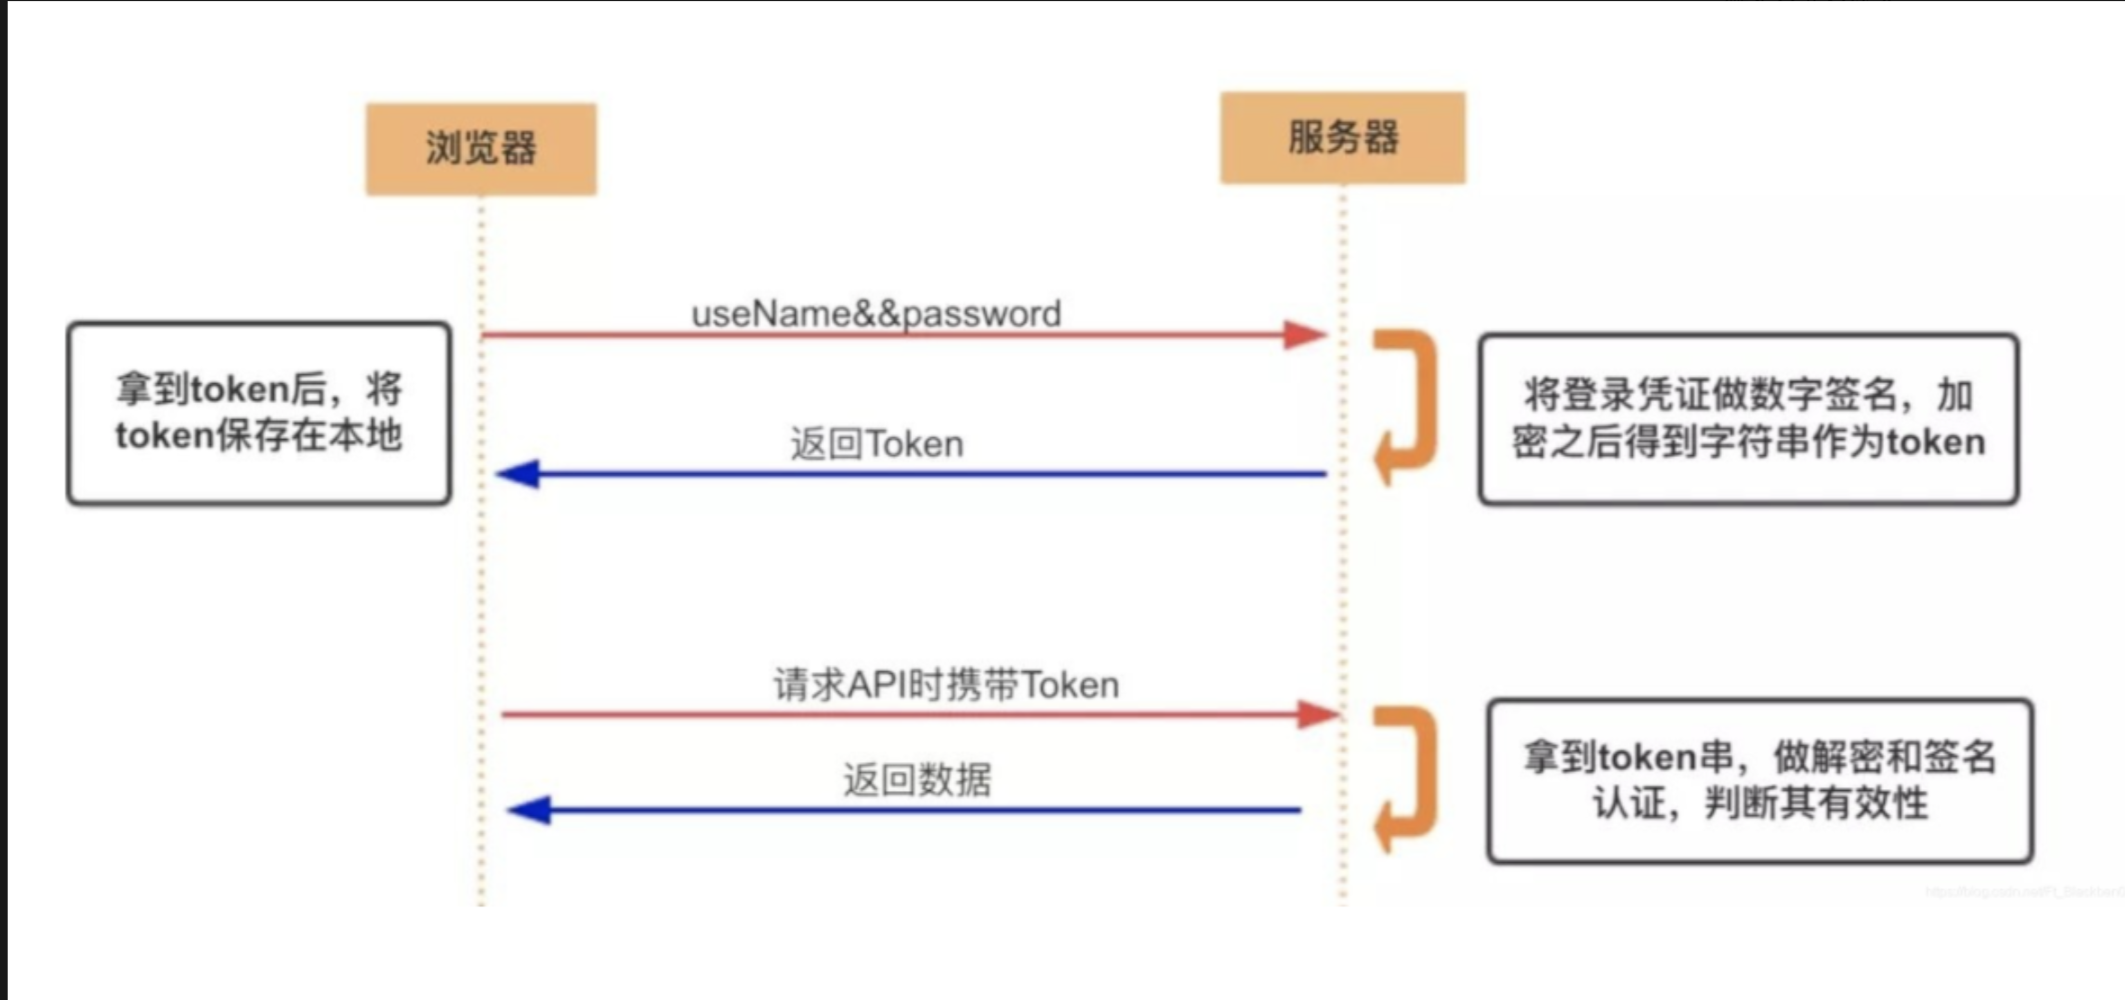 浏览器
服务器
useName&&password
拿到token后，将
token保存在本地
将登录凭证做数字签名，加
密之后得到字符串作为token
返回Token
请求API时携带Token
返回数据
拿到token串，做解密和签名
认证，判断其有效性